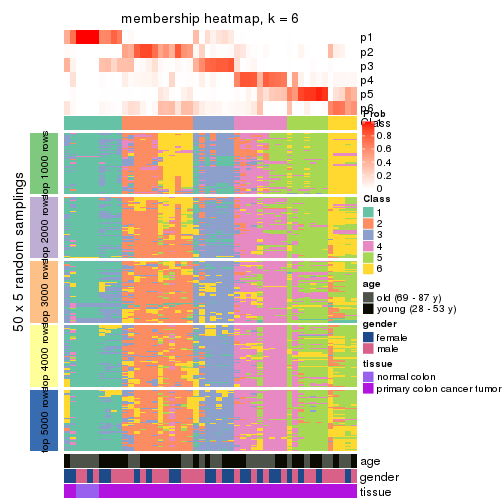 membership heatmap, k = 6
p1
p2
p3
p4
p5
p6
Class
50 x 5 random samplings
top 1000 rows
top 2000 rows
top 3000 rows
top 4000 rows
top 5000 rows
age
gender
tissue
Prob
1
0.8
0.6
0.4
0.2
0
Class
1
2
3
4
5
6
age
old (69 - 87 y)
young (28 - 53 y)
gender
female
male
tissue
normal colon
primary colon cancer tumor